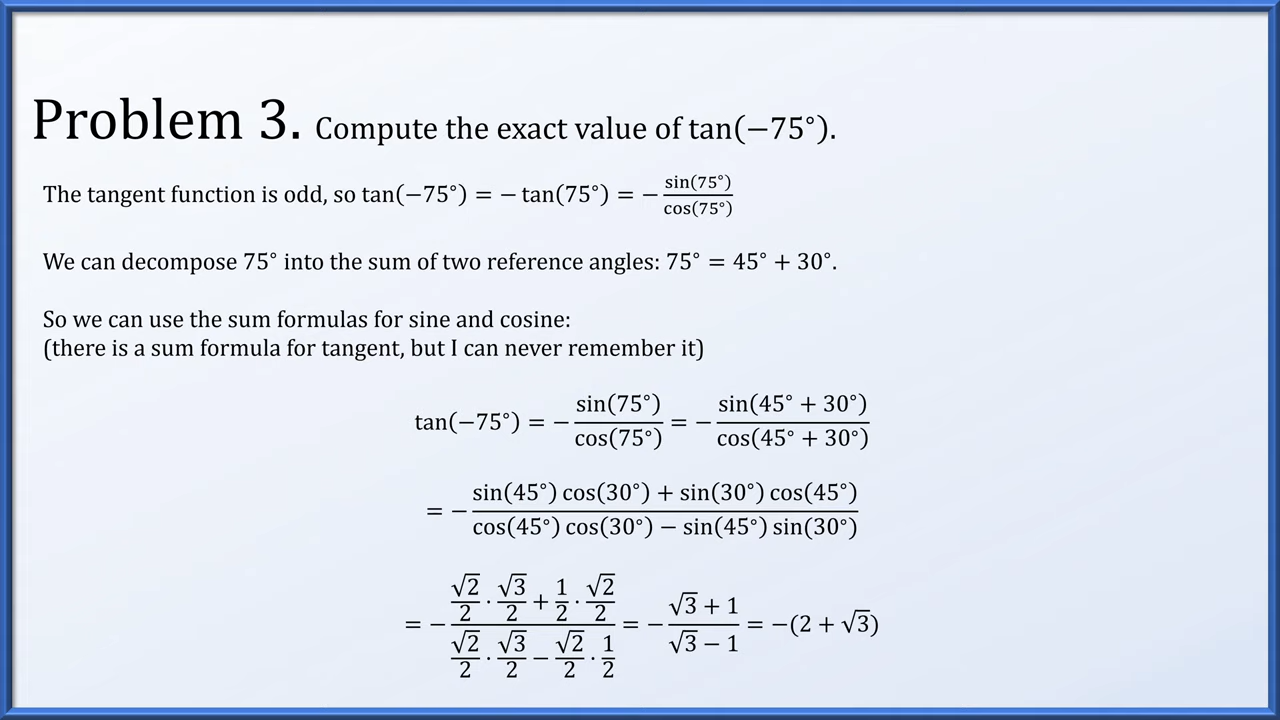 Problem 3. Compute the exact value of tan(−75°).
The tangent function is odd, so tan(−75°) = − tan(75°) = − sin(75°)/cos(75°)
We can decompose 75° into the sum of two reference angles: 75° = 45° + 30°.
So we can use the sum formulas for sine and cosine:
(there is a sum formula for tangent, but I can never remember it)
tan(−75°) = − sin(75°)/cos(75°) = − sin(45° + 30°)/cos(45° + 30°)
= − (sin(45°) cos(30°) + sin(30°) cos(45°))/(cos(45°) cos(30°) − sin(45°) sin(30°))
= − (√2/2 · √3/2 + 1/2 · √2/2)/(√2/2 · √3/2 − √2/2 · 1/2) = − (√3 + 1)/(√3 − 1) = −(2 + √3)